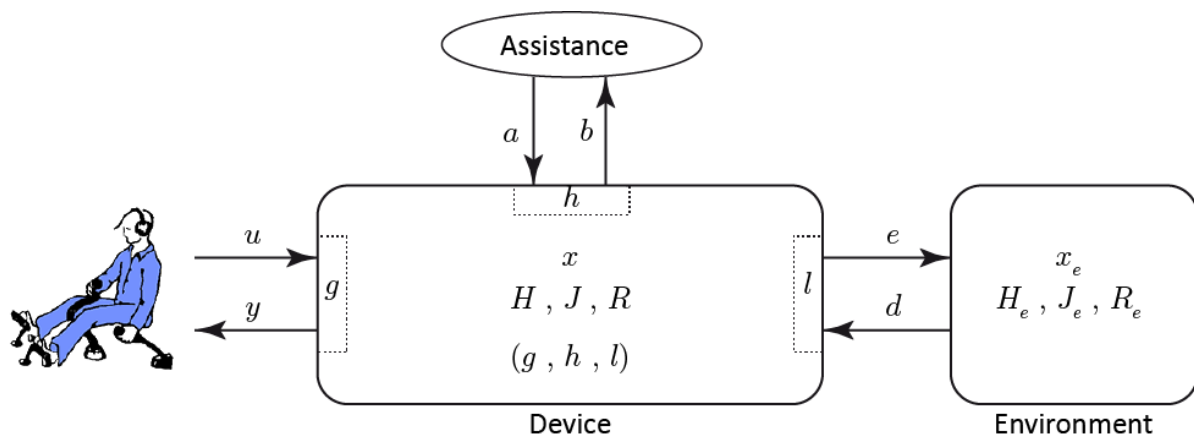 Assistance
a
b
h
u
y
g
x
H , J , R
(g , h , l)
l
e
d
x_e
H_e , J_e , R_e
Device
Environment